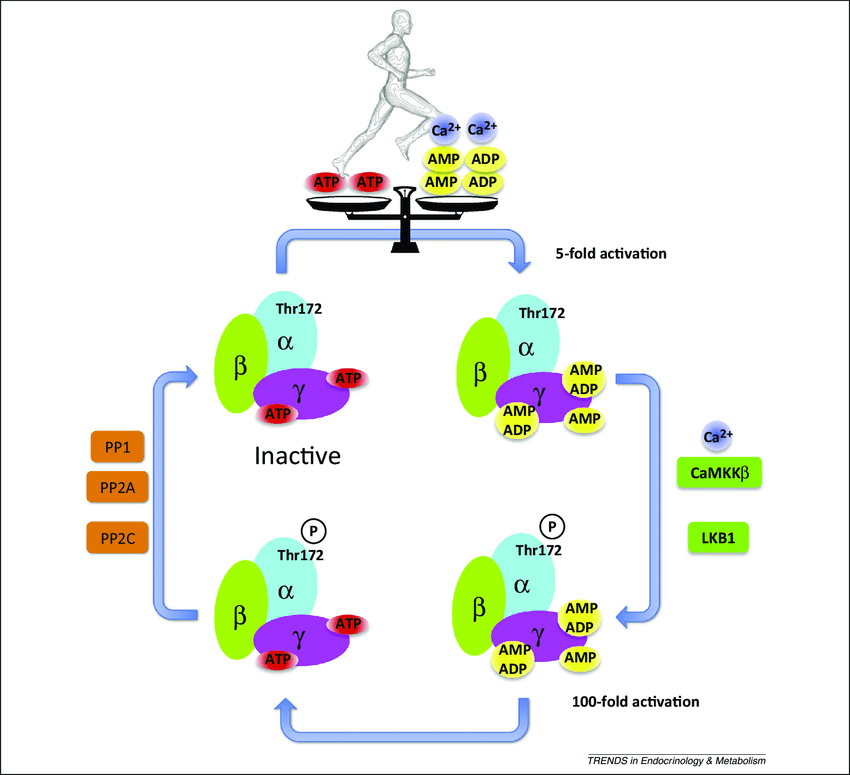 Ca2+ Ca2+
AMP ADP
ATP ATP AMP ADP
5-fold activation
Thr172
α
β
γ
ATP
ATP
Inactive
Thr172
α
β
γ
AMP
ADP
AMP
ADP
AMP
PP1
PP2A
PP2C
Ca2+
CaMKKβ
LKB1
P
Thr172
α
β
γ
ATP
ATP
P
Thr172
α
β
γ
AMP
ADP
AMP
ADP
AMP
100-fold activation
TRENDS in Endocrinology & Metabolism